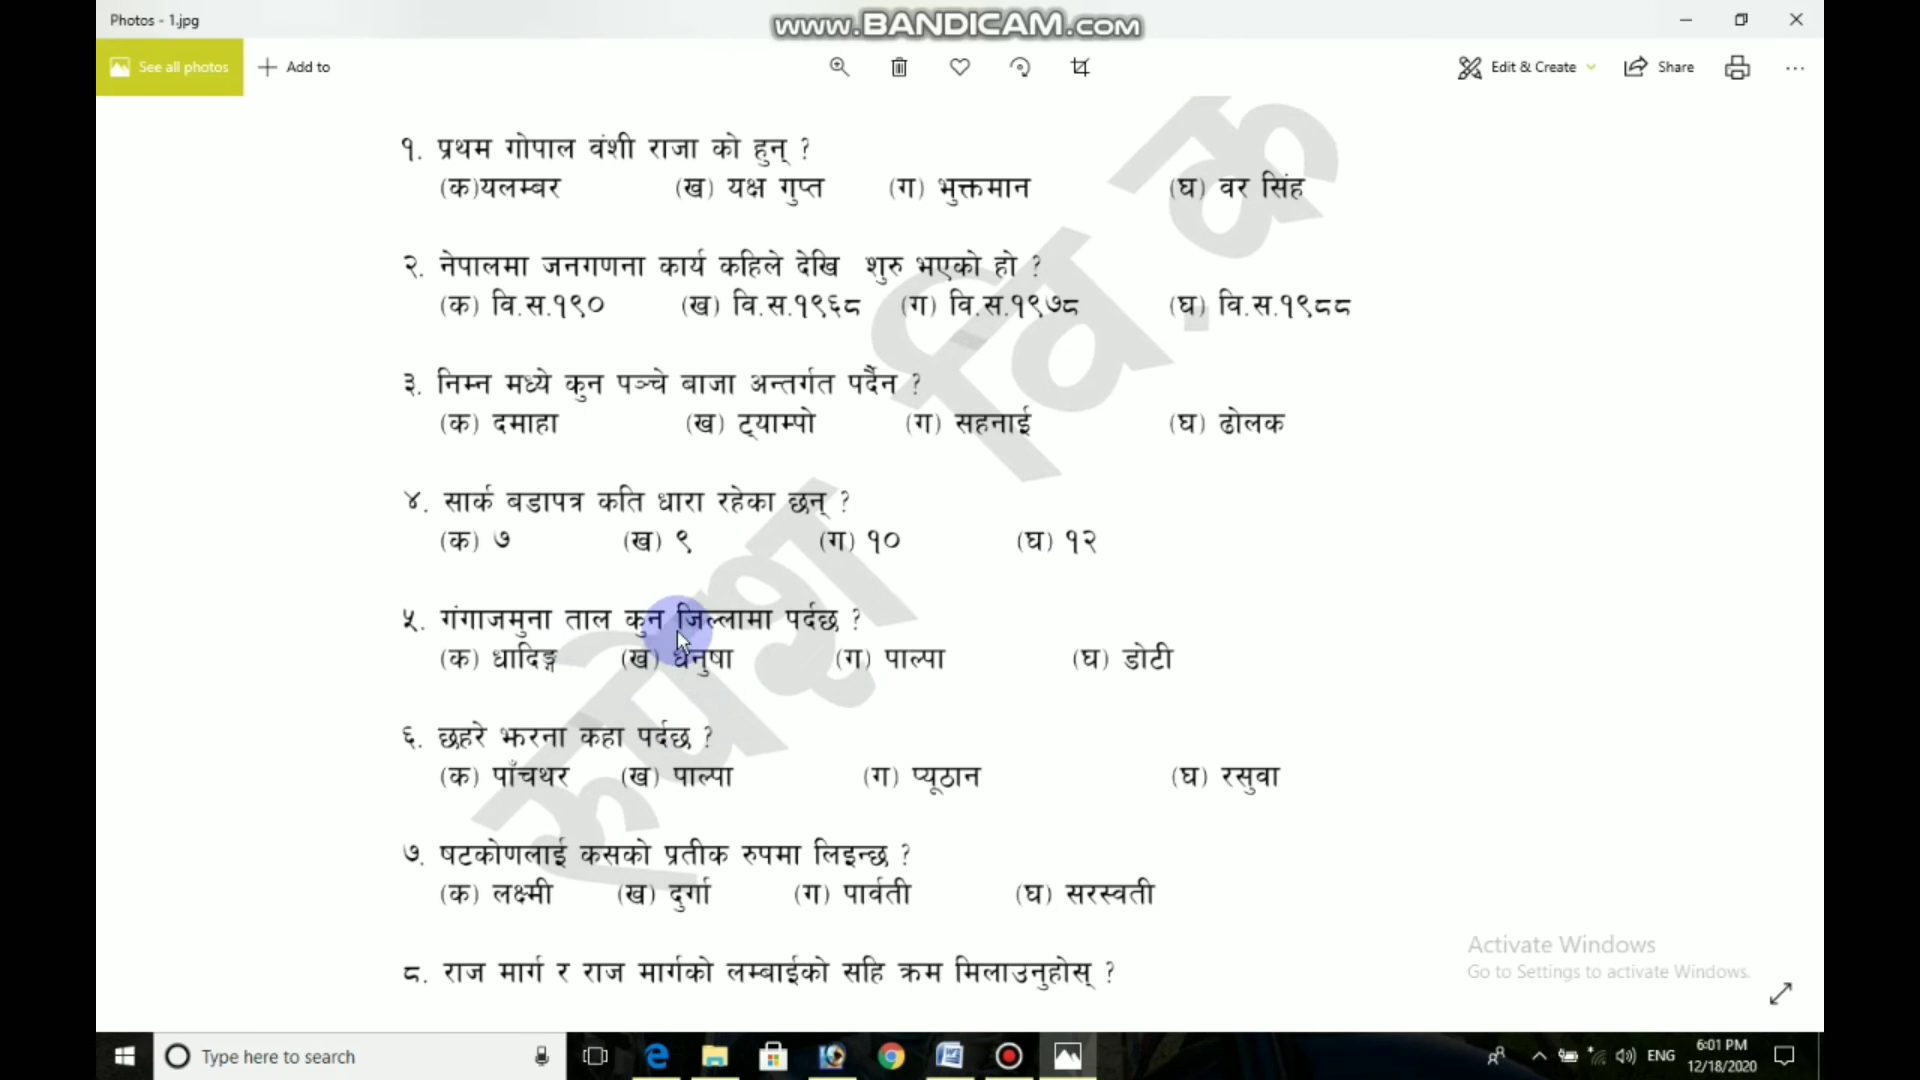 Photos - 1.jpg
www.BANDICAM.com
See all photos
Add to
Edit & Create
Share
१. प्रथम गोपाल वंशी राजा को हुन् ?
(क)यलम्बर (ख) यक्ष गुप्त (ग) भुक्तमान (घ) वर सिंह
२. नेपालमा जनगणना कार्य कहिले देखि शुरु भएको हो ?
(क) वि.स.१९० (ख) वि.स.१९६८ (ग) वि.स.१९७८ (घ) वि.स.१९८८
३. निम्न मध्ये कुन पञ्चे बाजा अन्तर्गत पर्दैन ?
(क) दमाहा (ख) ट्याम्पो (ग) सहनाई (घ) ढोलक
४. सार्क बडापत्र कति धारा रहेका छन् ?
(क) ७ (ख) ९ (ग) १० (घ) १२
५. गंगाजमुना ताल कुन जिल्लामा पर्दछ ?
(क) धादिङ्ग (ख) धनुषा (ग) पाल्पा (घ) डोटी
६. छहरे झरना कहा पर्दछ ?
(क) पाँचथर (ख) पाल्पा (ग) प्यूठान (घ) रसुवा
७. षटकोणलाई कसको प्रतीक रुपमा लिइन्छ ?
(क) लक्ष्मी (ख) दुर्गा (ग) पार्वती (घ) सरस्वती
८. राज मार्ग र राज मार्गको लम्बाईको सहि क्रम मिलाउनुहोस् ?
Activate Windows
Go to Settings to activate Windows.
Type here to search
ENG
6:01 PM
12/18/2020